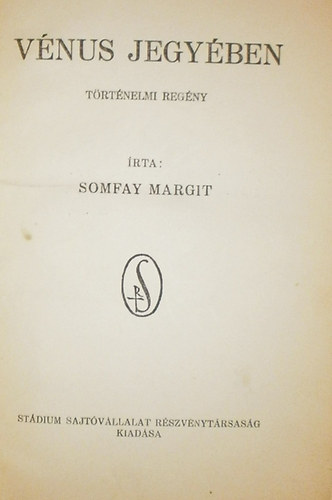 VÉNUS JEGYÉBEN
TÖRTÉNELMI REGÉNY
ÍRTA:
SOMFAY MARGIT
STÁDIUM SAJTÓVÁLLALAT RÉSZVÉNYTÁRSASÁG
KIADÁSA